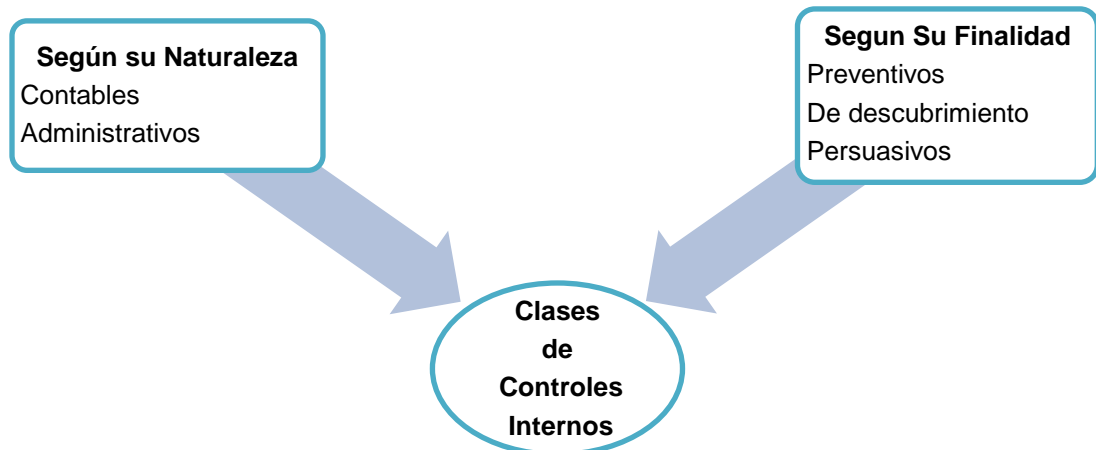 Según su Naturaleza
Contables
Administrativos
Segun Su Finalidad
Preventivos
De descubrimiento
Persuasivos
Clases
de
Controles
Internos